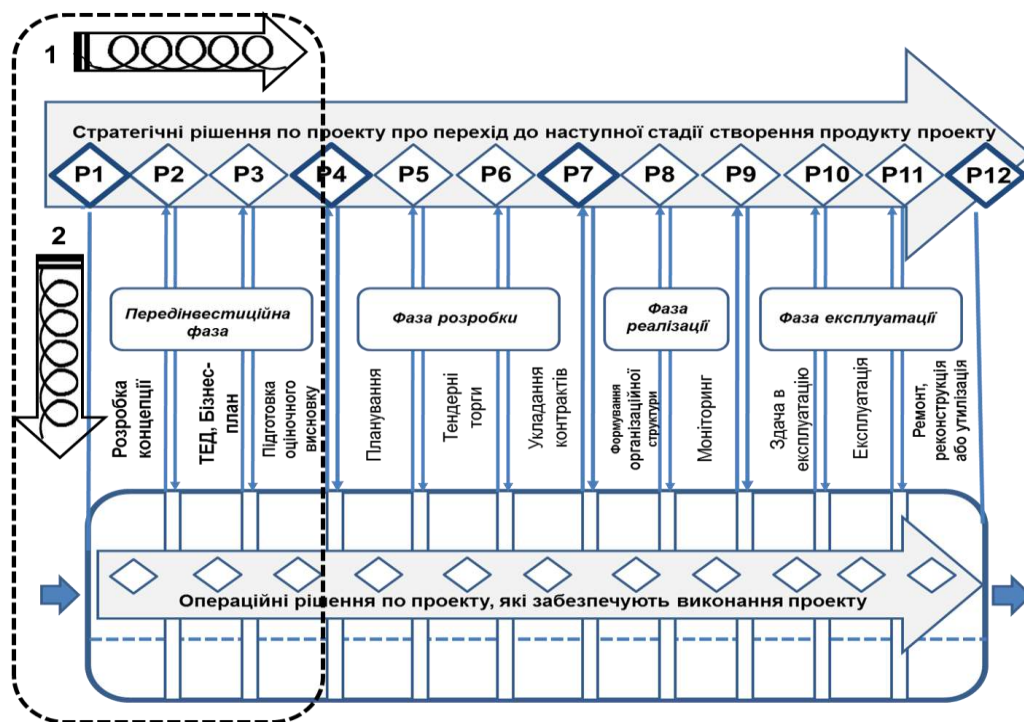 1
Стратегічні рішення по проекту про перехід до наступної стадії створення продукту проекту
P1
P2
P3
P4
P5
P6
P7
P8
P9
P10
P11
P12
2
Передінвестиційна
фаза
Фаза розробки
Фаза
реалізації
Фаза експлуатації
Розробка
концепції
ТЕД, Бізнес-
план
Підготовка
оціночного
висновку
Планування
Тендерні
торги
Укладання
контрактів
Формування
організаційної
структури
Моніторинг
Здача в
експлуатацію
Експлуатація
Ремонт,
реконструкція
або утилізація
Операційні рішення по проекту, які забезпечують виконання проекту